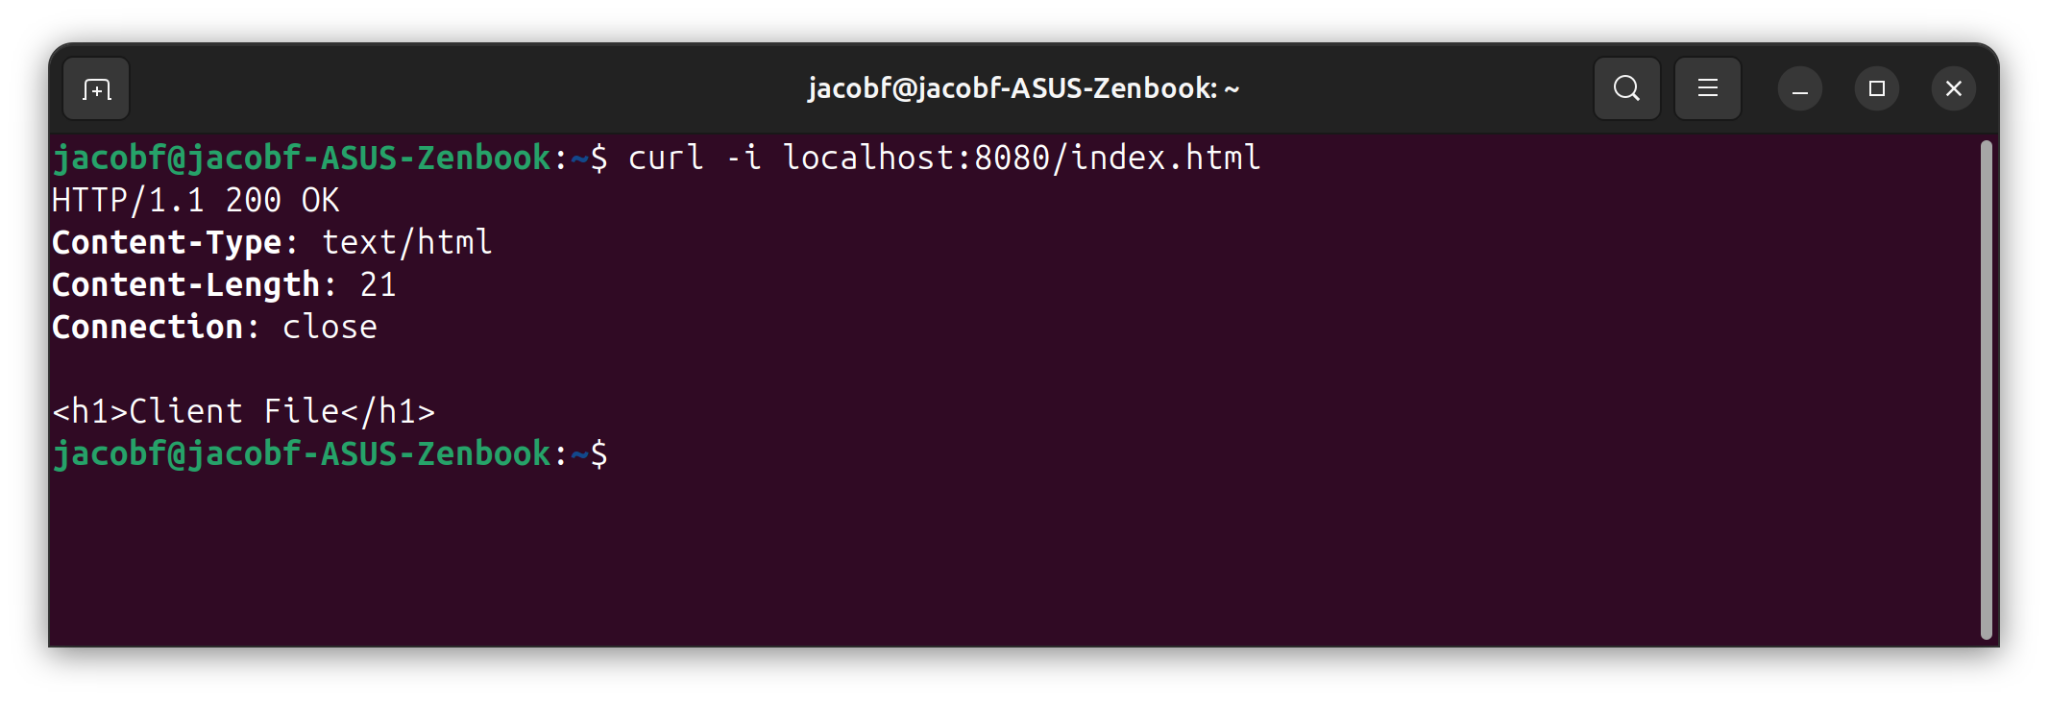 jacobf@jacobf-ASUS-Zenbook: ~
jacobf@jacobf-ASUS-Zenbook:~$ curl -i localhost:8080/index.html
HTTP/1.1 200 OK
Content-Type: text/html
Content-Length: 21
Connection: close

<h1>Client File</h1>
jacobf@jacobf-ASUS-Zenbook:~$